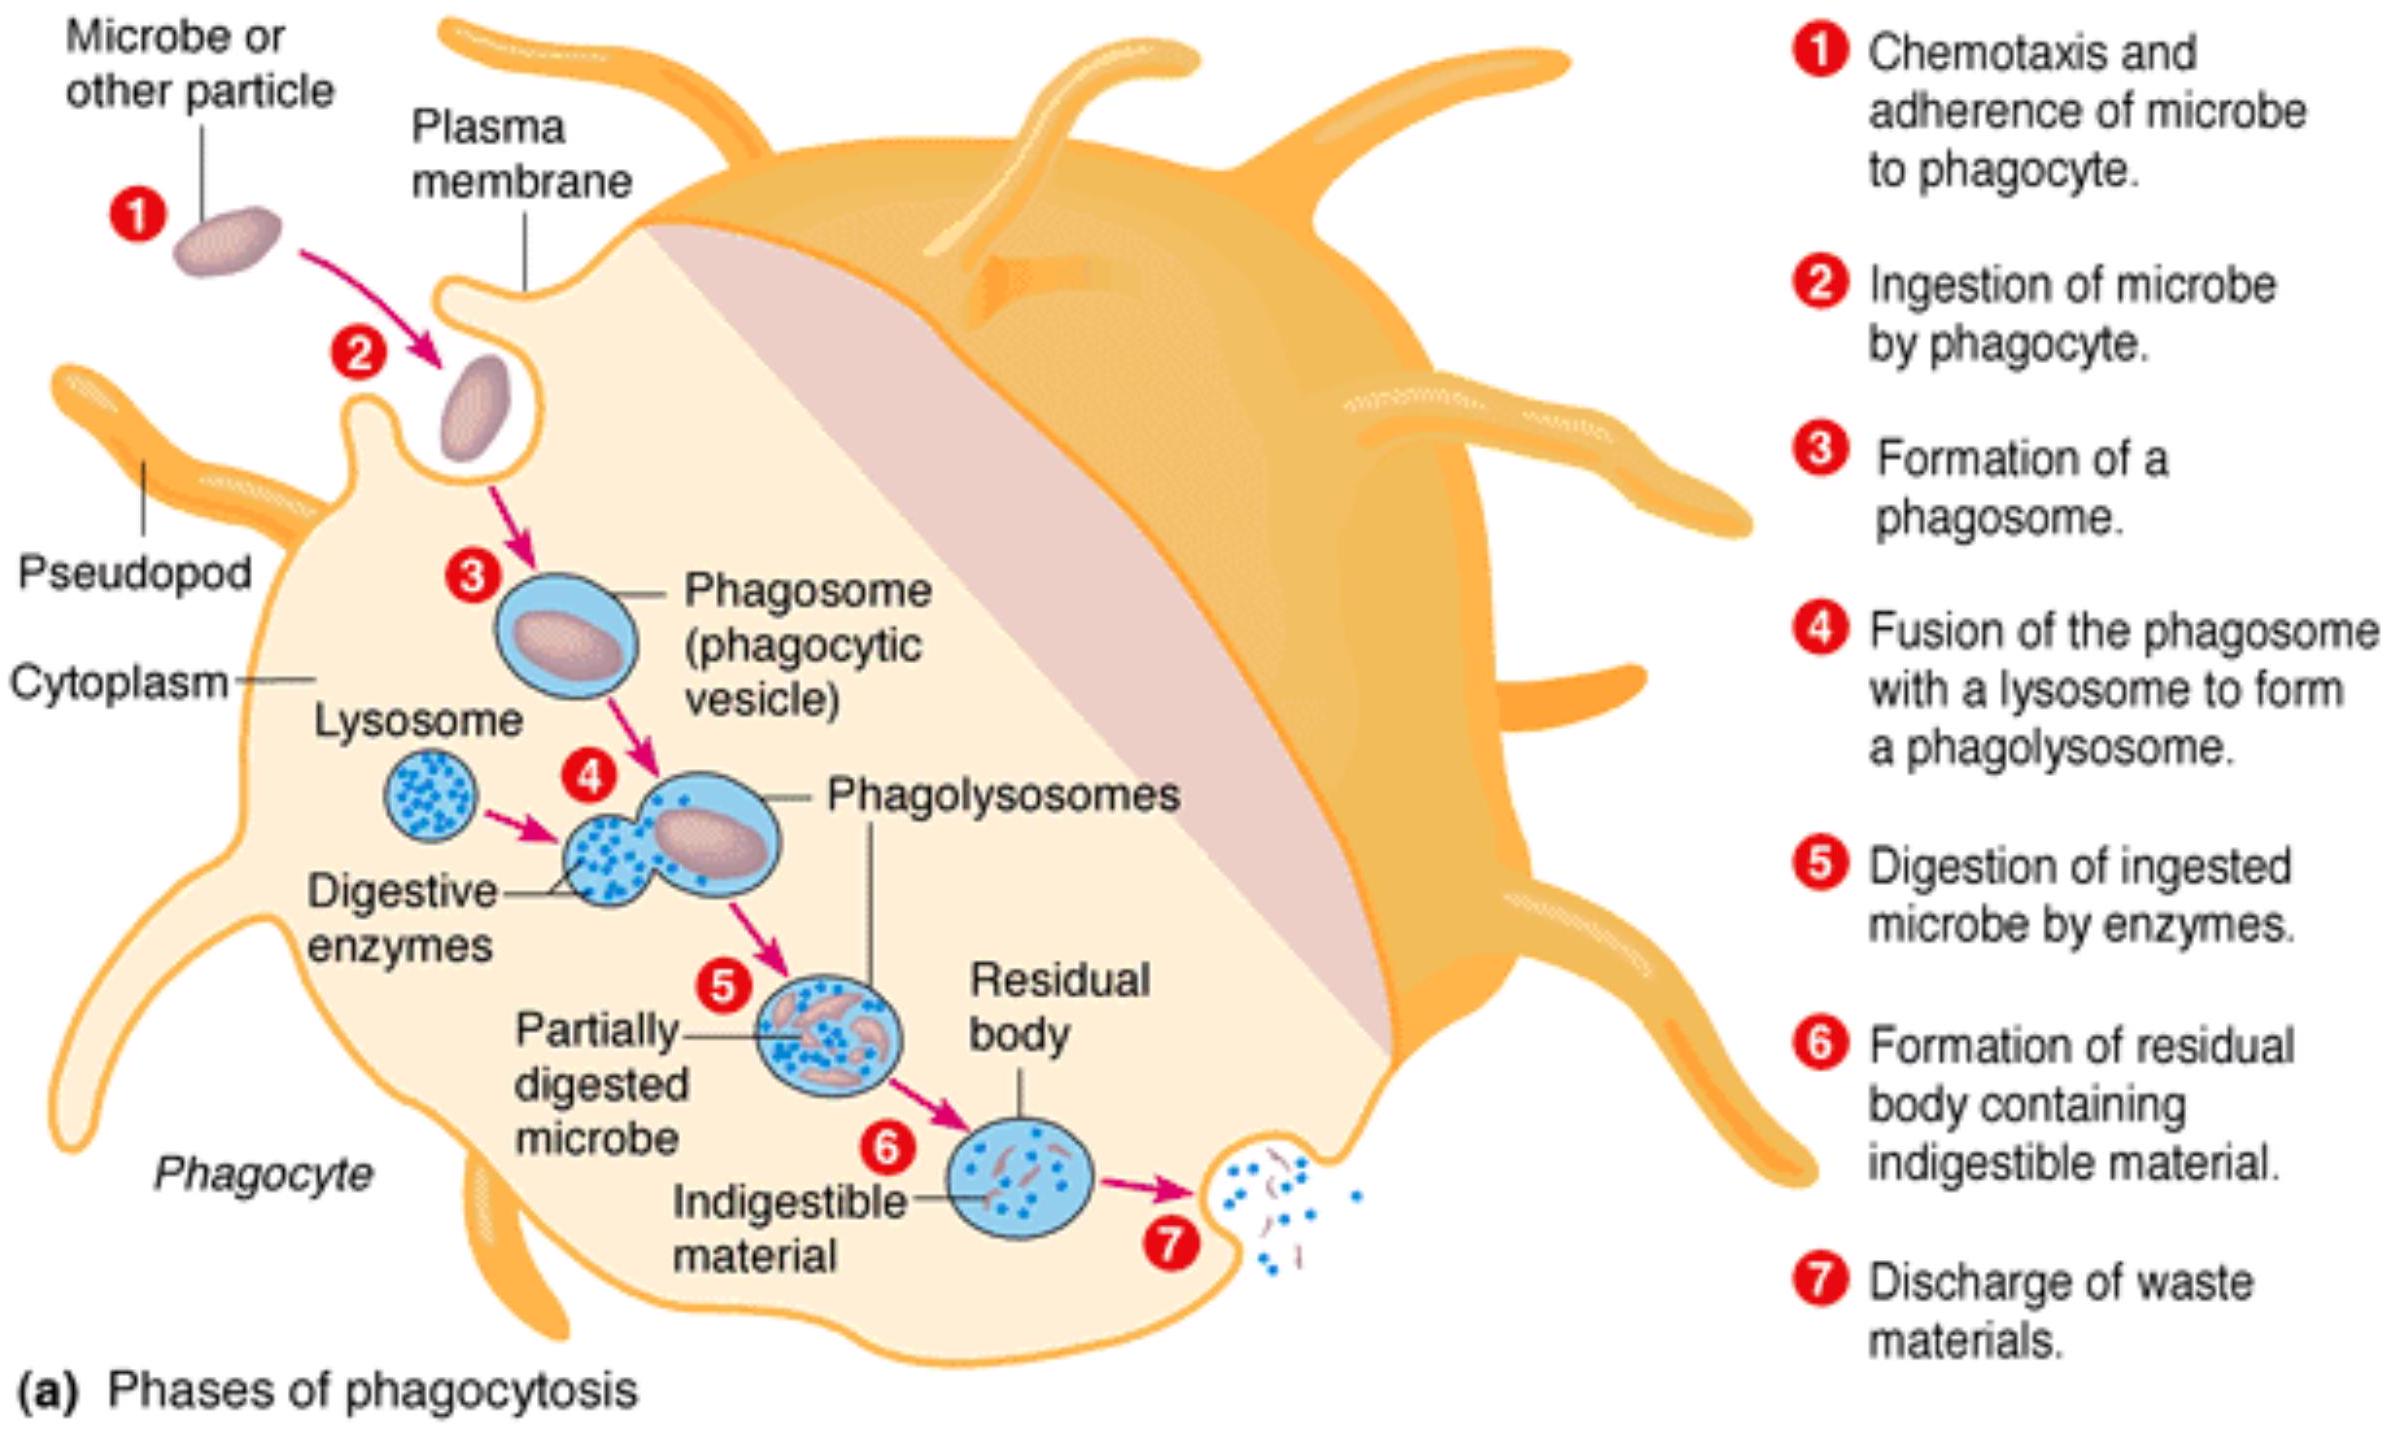 Microbe or
other particle
Plasma
membrane
1
2
Pseudopod
3
Phagosome
(phagocytic
vesicle)
Cytoplasm
Lysosome
4
Phagolysosomes
Digestive
enzymes
5
Residual
body
Partially
digested
microbe
6
Phagocyte
Indigestible
material
7
(a) Phases of phagocytosis
1 Chemotaxis and
adherence of microbe
to phagocyte.
2 Ingestion of microbe
by phagocyte.
3 Formation of a
phagosome.
4 Fusion of the phagosome
with a lysosome to form
a phagolysosome.
5 Digestion of ingested
microbe by enzymes.
6 Formation of residual
body containing
indigestible material.
7 Discharge of waste
materials.